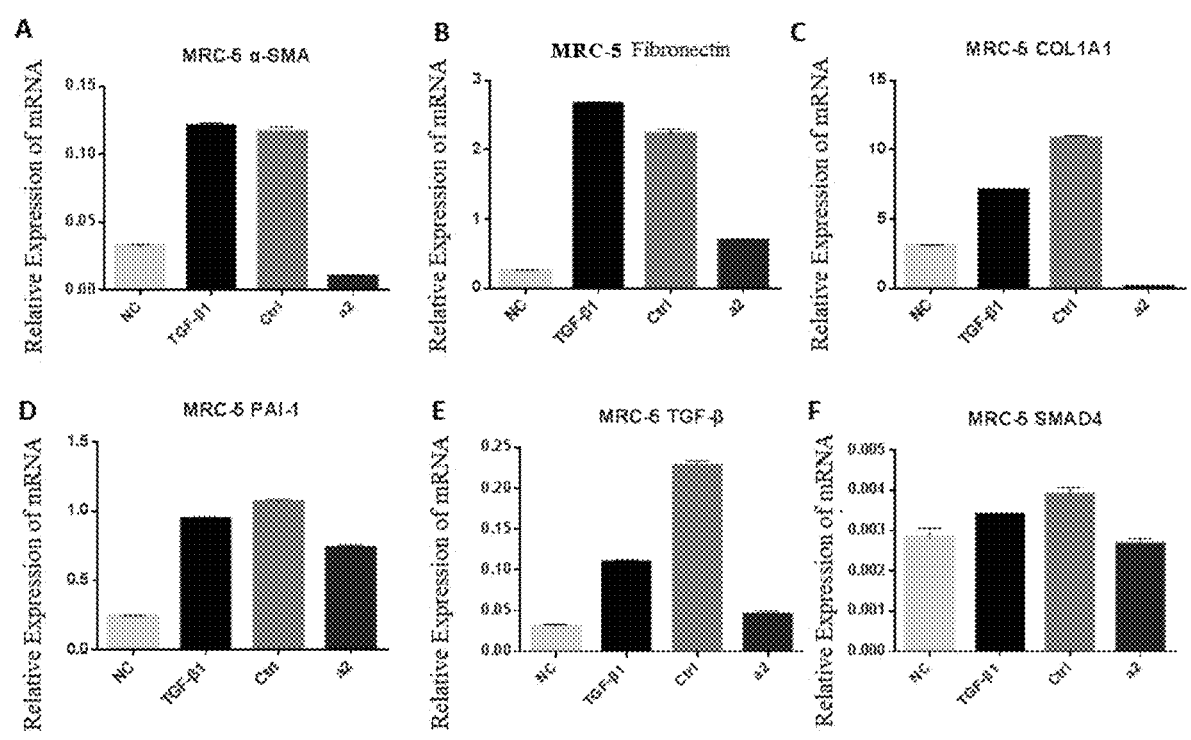 A
MRC-5 α-SMA
Relative Expression of mRNA
0.15
0.10
0.05
0.00
NC
TGF-β1
Ctrl
a2
B
MRC-5 Fibronectin
Relative Expression of mRNA
3
2
1
0
NC
TGF-β1
Ctrl
a2
C
MRC-5 COL1A1
Relative Expression of mRNA
15
10
5
0
NC
TGF-β1
Ctrl
a2
D
MRC-5 PAI-1
Relative Expression of mRNA
1.5
1.0
0.5
0.0
NC
TGF-β1
Ctrl
a2
E
MRC-5 TGF-β
Relative Expression of mRNA
0.25
0.20
0.15
0.10
0.05
0.00
NC
TGF-β1
Ctrl
a2
F
MRC-5 SMAD4
Relative Expression of mRNA
0.005
0.004
0.003
0.002
0.001
0.000
NC
TGF-β1
Ctrl
a2